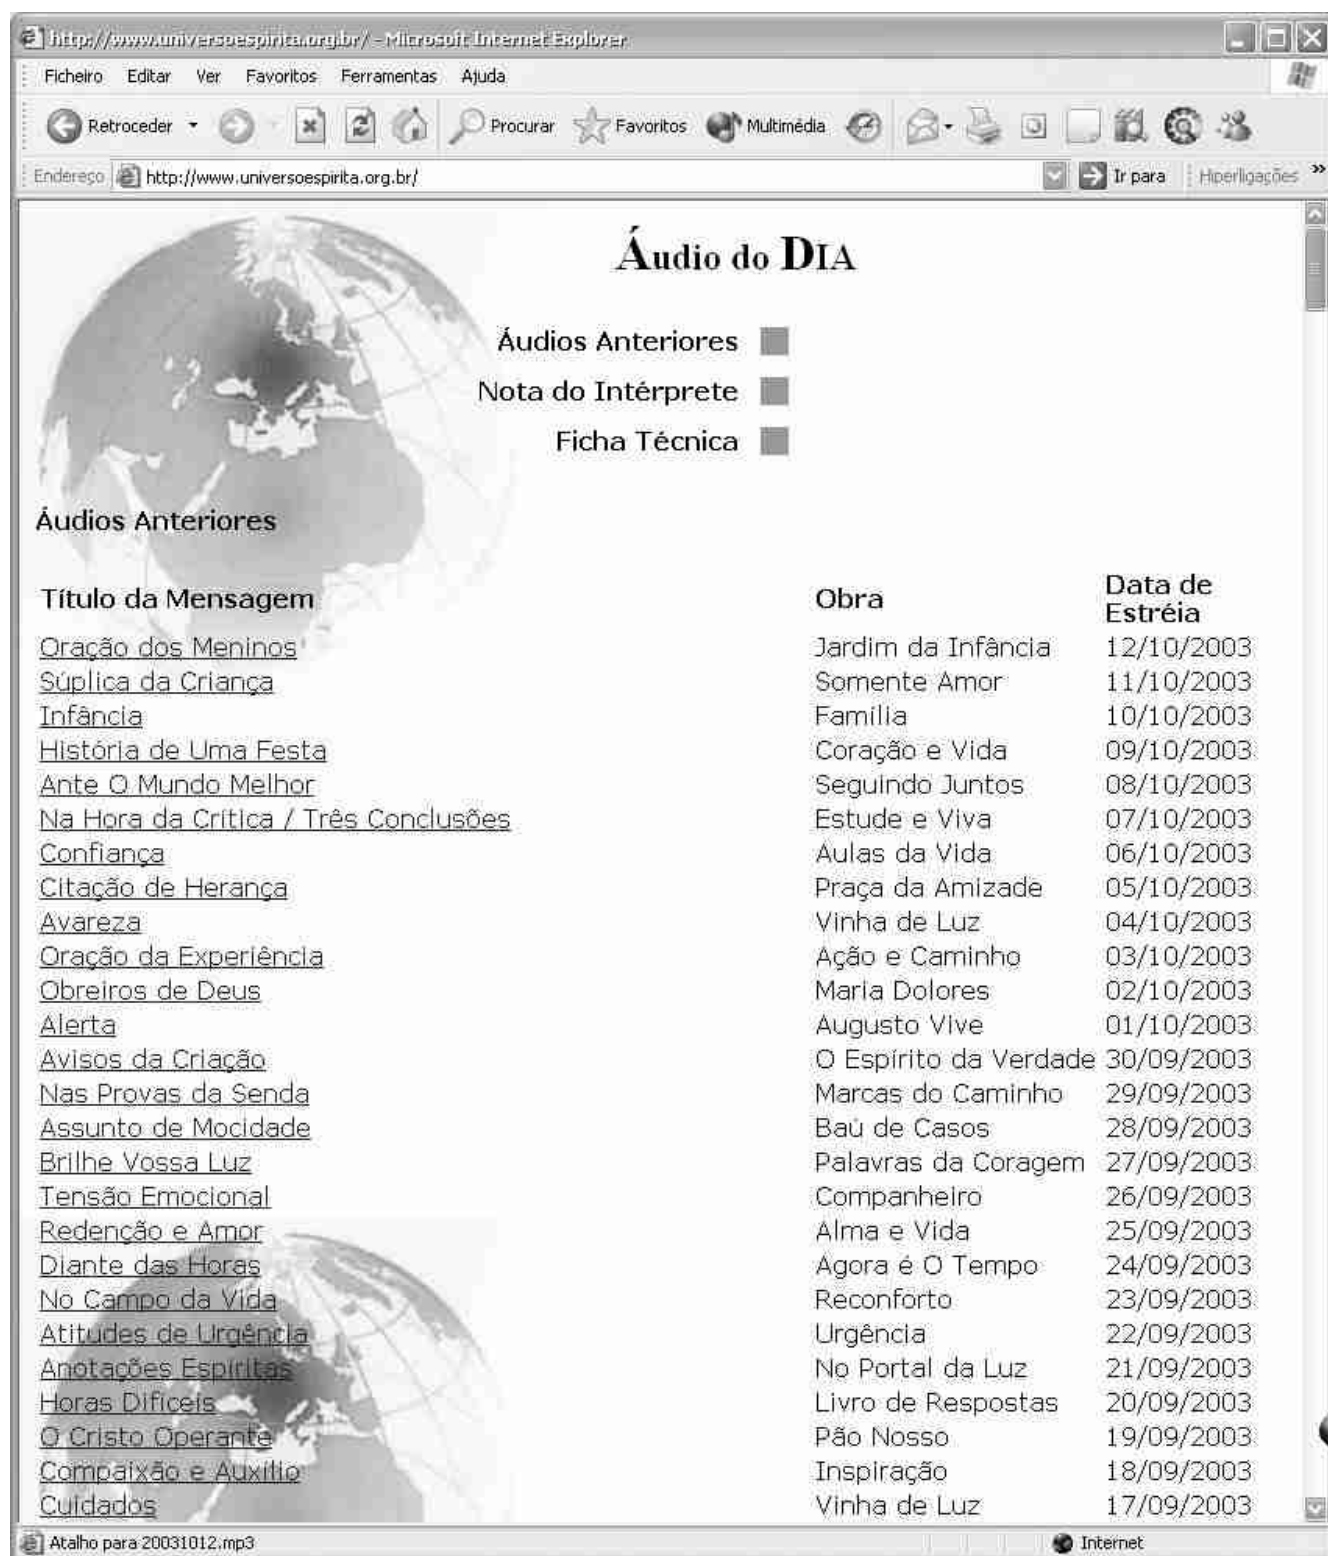 http://www.universoespirita.org.br/ - Microsoft Internet Explorer
Ficheiro Editar Ver Favoritos Ferramentas Ajuda
Retroceder Procurar Favoritos Multimédia
Endereço http://www.universoespirita.org.br/ Ir para Hiperligações »
Áudio do DIA
Áudios Anteriores
Nota do Intérprete
Ficha Técnica
Áudios Anteriores
Título da Mensagem Obra Data de Estréia
Oração dos Meninos Jardim da Infância 12/10/2003
Súplica da Criança Somente Amor 11/10/2003
Infância Família 10/10/2003
História de Uma Festa Coração e Vida 09/10/2003
Ante O Mundo Melhor Seguindo Juntos 08/10/2003
Na Hora da Crítica / Três Conclusões Estude e Viva 07/10/2003
Confiança Aulas da Vida 06/10/2003
Citação de Herança Praça da Amizade 05/10/2003
Avareza Vinha de Luz 04/10/2003
Oração da Experiência Ação e Caminho 03/10/2003
Obreiros de Deus Maria Dolores 02/10/2003
Alerta Augusto Vive 01/10/2003
Avisos da Criação O Espírito da Verdade 30/09/2003
Nas Provas da Senda Marcas do Caminho 29/09/2003
Assunto de Mocidade Baú de Casos 28/09/2003
Brilhe Vossa Luz Palavras da Coragem 27/09/2003
Tensão Emocional Companheiro 26/09/2003
Redenção e Amor Alma e Vida 25/09/2003
Diante das Horas Agora é O Tempo 24/09/2003
No Campo da Vida Reconforto 23/09/2003
Atitudes de Urgência Urgência 22/09/2003
Anotações Espíritas No Portal da Luz 21/09/2003
Horas Difíceis Livro de Respostas 20/09/2003
O Cristo Operante Pão Nosso 19/09/2003
Compaixão e Auxílio Inspiração 18/09/2003
Cuidados Vinha de Luz 17/09/2003
Atalho para 20031012.mp3 Internet